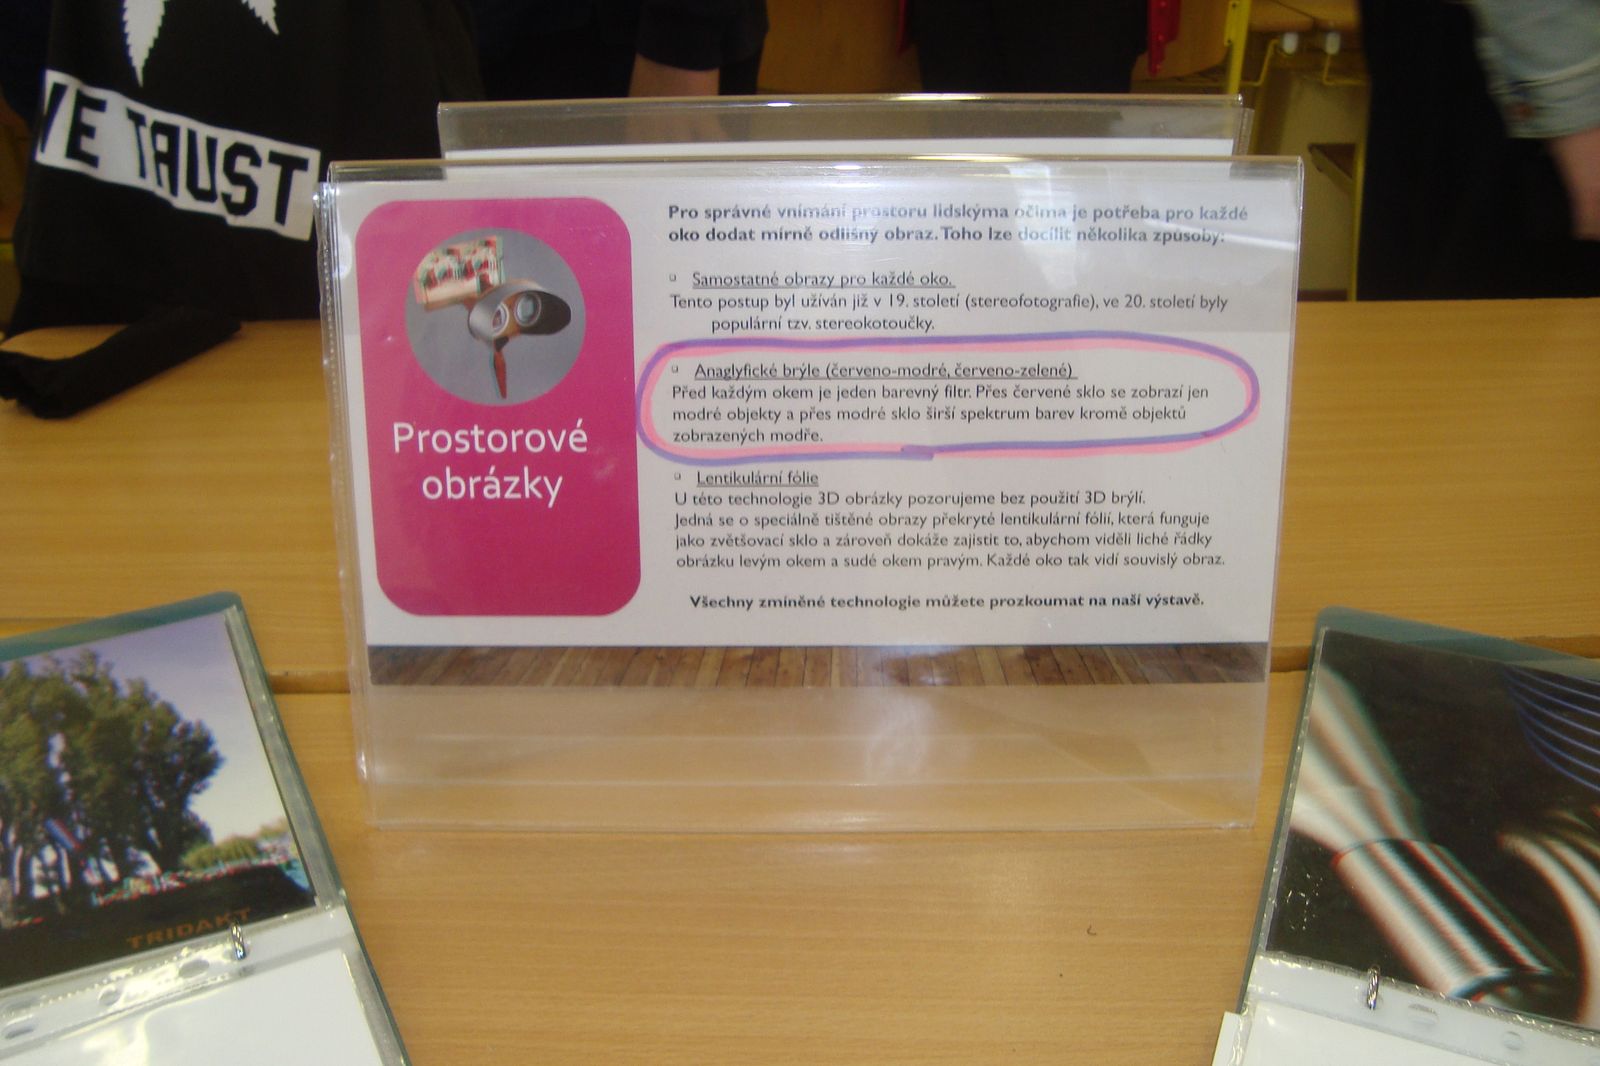 VE TRUST
Prostorové
obrázky
Pro správné vnímání prostoru lidskýma očima je potřeba pro každé
oko dodat mírně odlišný obraz. Toho lze docílit několika způsoby:
Samostatné obrazy pro každé oko.
Tento postup byl užíván již v 19. století (stereofotografie), ve 20. století byly
populární tzv. stereokotoučky.
Anaglyfické brýle (červeno-modré, červeno-zelené)
Před každým okem je jeden barevný filtr. Přes červené sklo se zobrazí jen
modré objekty a přes modré sklo širší spektrum barev kromě objektů
zobrazených modře.
Lentikulární fólie
U této technologie 3D obrázky pozorujeme bez použití 3D brýlí.
Jedná se o speciálně tištěné obrazy překryté lentikulární fólií, která funguje
jako zvětšovací sklo a zároveň dokáže zajistit to, abychom viděli liché řádky
obrázku levým okem a sudé okem pravým. Každé oko tak vidí souvislý obraz.
Všechny zmíněné technologie můžete prozkoumat na naší výstavě.
TRIDAKT